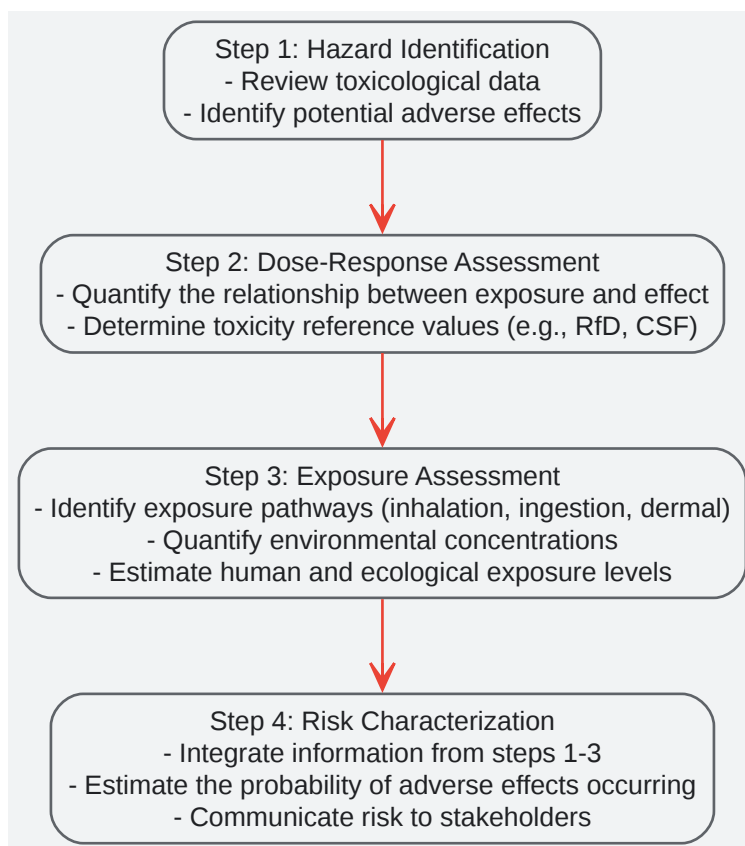 Step 1: Hazard Identification
- Review toxicological data
- Identify potential adverse effects
Step 2: Dose-Response Assessment
- Quantify the relationship between exposure and effect
- Determine toxicity reference values (e.g., RfD, CSF)
Step 3: Exposure Assessment
- Identify exposure pathways (inhalation, ingestion, dermal)
- Quantify environmental concentrations
- Estimate human and ecological exposure levels
Step 4: Risk Characterization
- Integrate information from steps 1-3
- Estimate the probability of adverse effects occurring
- Communicate risk to stakeholders